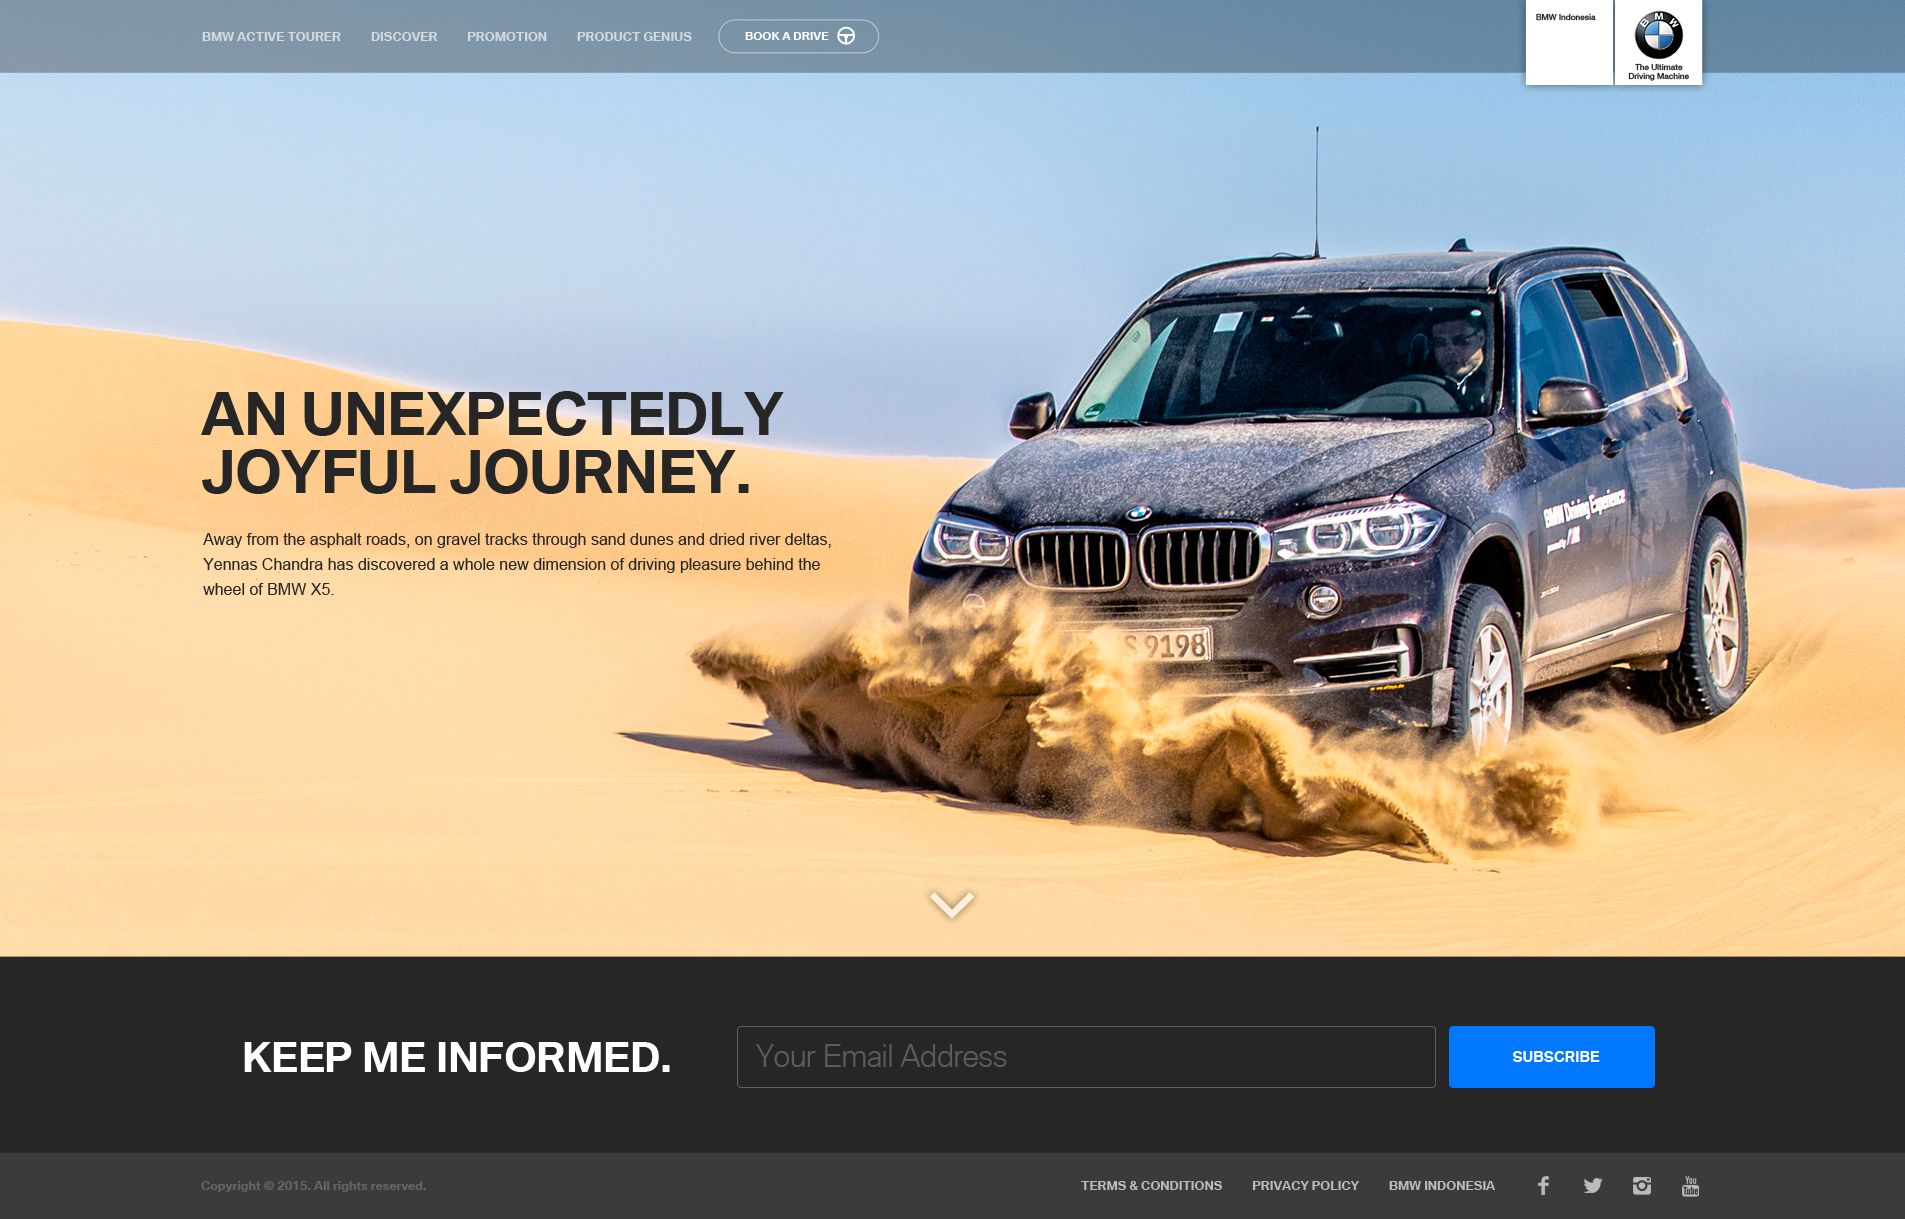 BMW ACTIVE TOURER
DISCOVER
PROMOTION
PRODUCT GENIUS
BOOK A DRIVE
BMW Indonesia
BMW
The Ultimate
Driving Machine
AN UNEXPECTEDLY
JOYFUL JOURNEY.
Away from the asphalt roads, on gravel tracks through sand dunes and dried river deltas,
Yennas Chandra has discovered a whole new dimension of driving pleasure behind the
wheel of BMW X5.
BMW Driving Experience
powered by
S 9198
KEEP ME INFORMED.
Your Email Address
SUBSCRIBE
Copyright © 2015. All rights reserved.
TERMS & CONDITIONS
PRIVACY POLICY
BMW INDONESIA
You
Tube